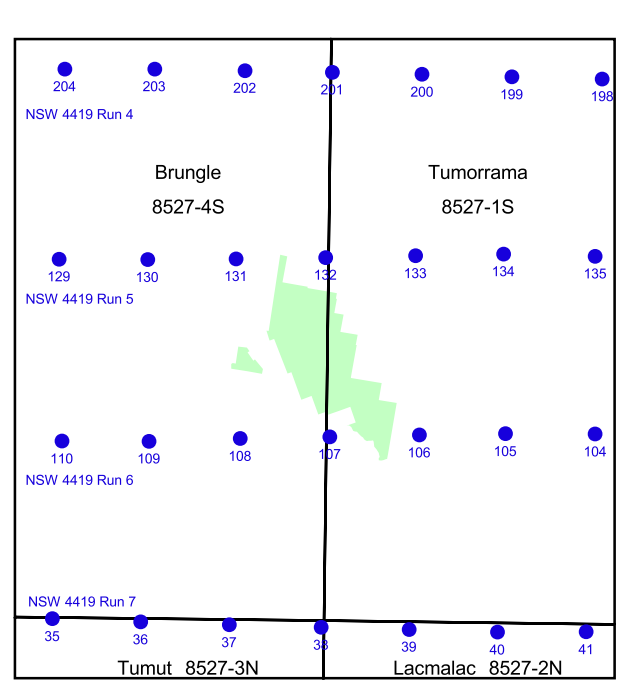 204 203 202 201 200 199 198
NSW 4419 Run 4
Brungle Tumorrama
8527-4S 8527-1S
129 130 131 132 133 134 135
NSW 4419 Run 5
110 109 108 107 106 105 104
NSW 4419 Run 6
NSW 4419 Run 7
35 36 37 38 39 40 41
Tumut 8527-3N Lacmalac 8527-2N